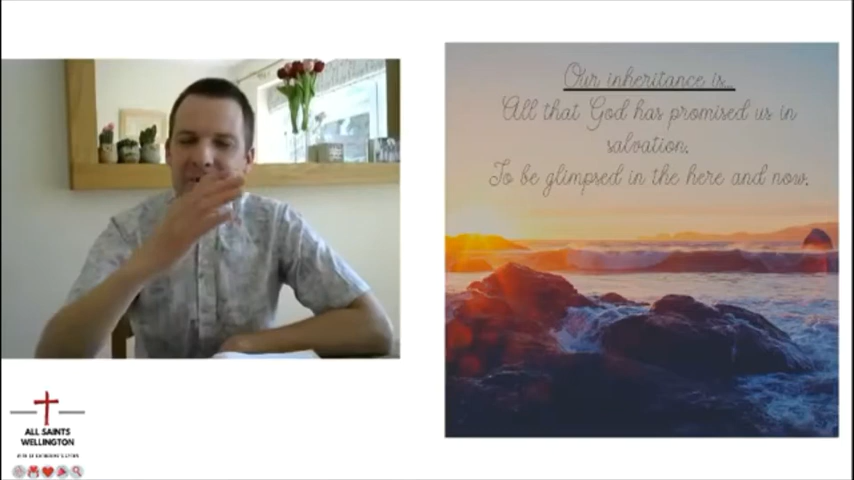 Our inheritance is...
All that God has promised us in
salvation.
To be glimpsed in the here and now.
ALL SAINTS
WELLINGTON